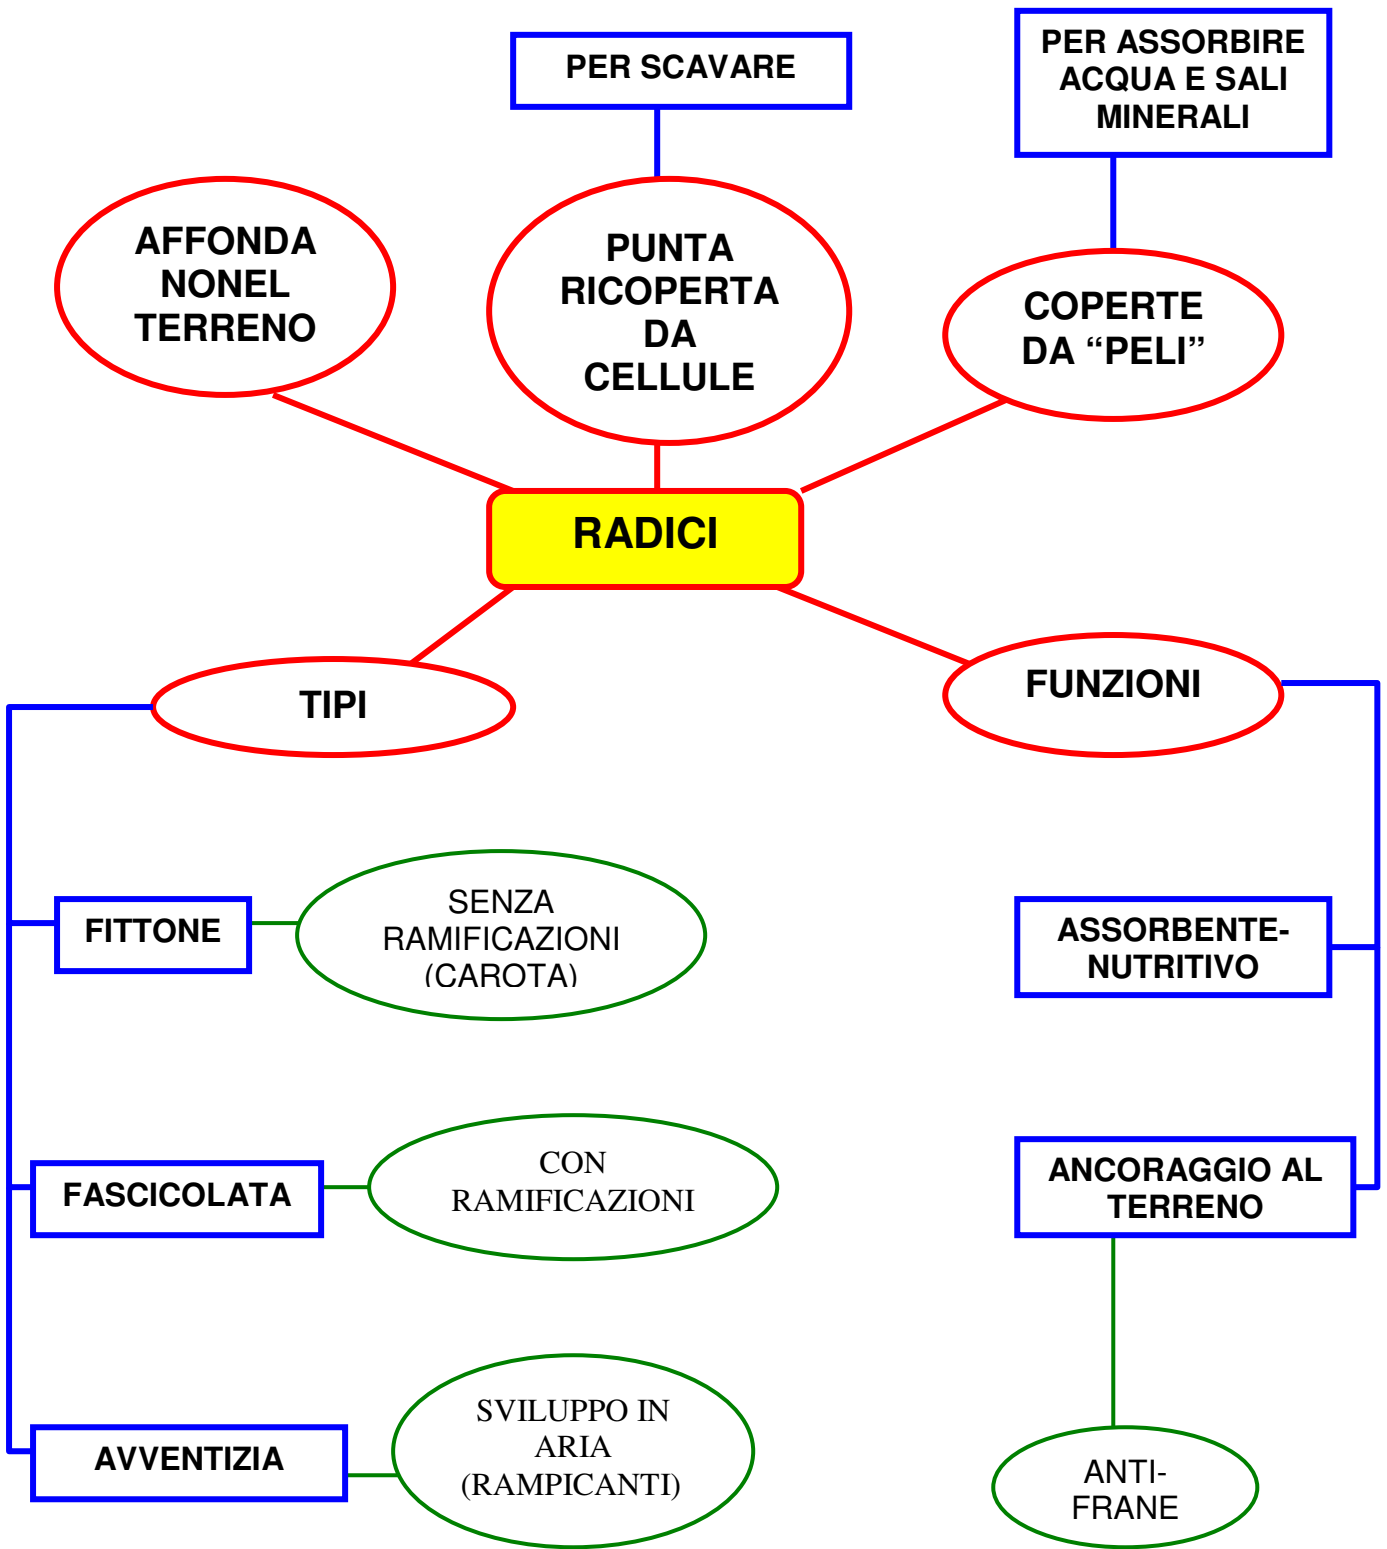 PER SCAVARE
PER ASSORBIRE
ACQUA E SALI
MINERALI
AFFONDA
NONEL
TERRENO
PUNTA
RICOPERTA
DA
CELLULE
COPERTE
DA “PELI”
RADICI
TIPI
FUNZIONI
FITTONE
SENZA
RAMIFICAZIONI
(CAROTA)
ASSORBENTE-
NUTRITIVO
FASCICOLATA
CON
RAMIFICAZIONI
ANCORAGGIO AL
TERRENO
AVVENTIZIA
SVILUPPO IN
ARIA
(RAMPICANTI)
ANTI-
FRANE